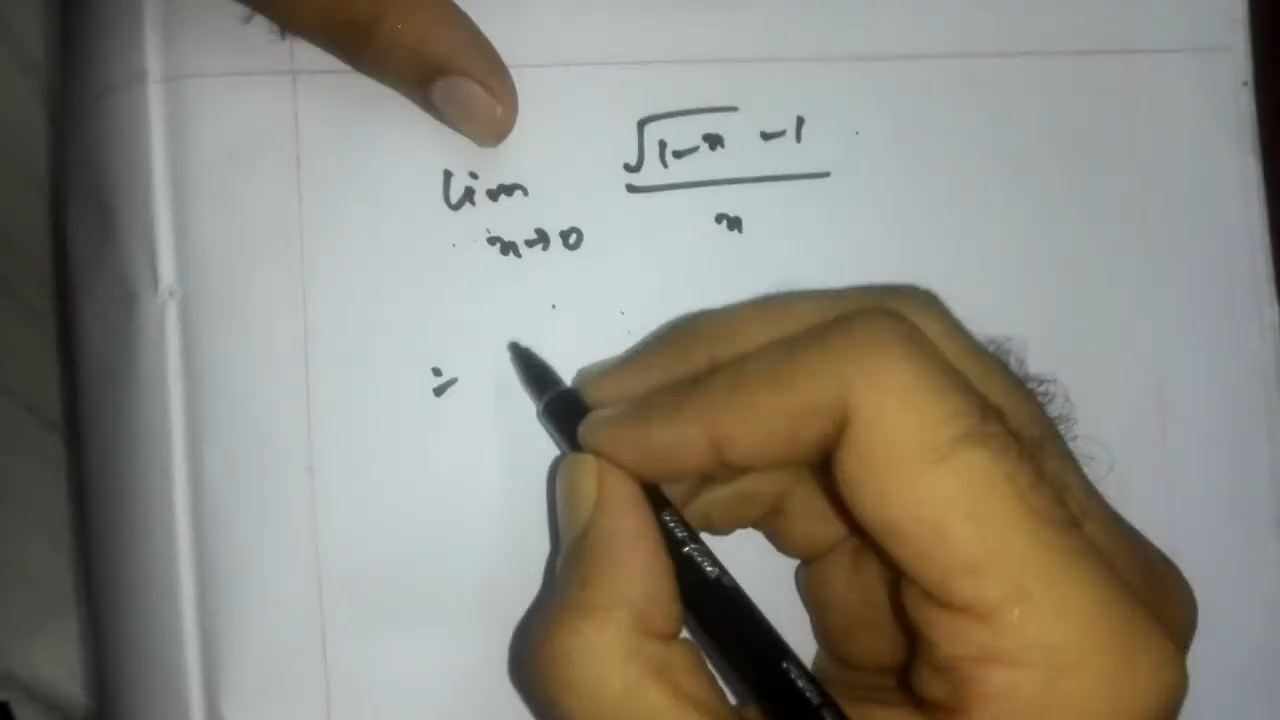 lim √1-x -1
x→0 x
=